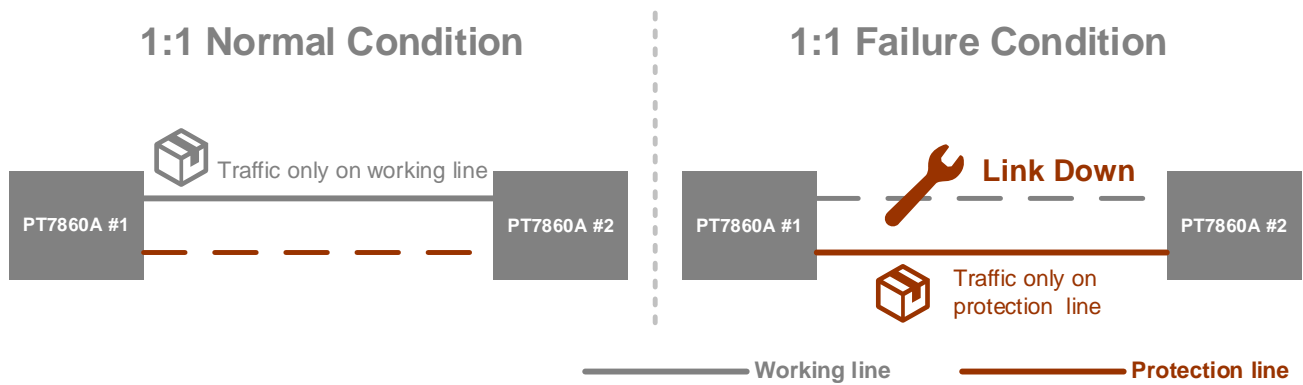 1:1 Normal Condition
Traffic only on working line
PT7860A #1
PT7860A #2
1:1 Failure Condition
Link Down
PT7860A #1
PT7860A #2
Traffic only on
protection line
Working line
Protection line